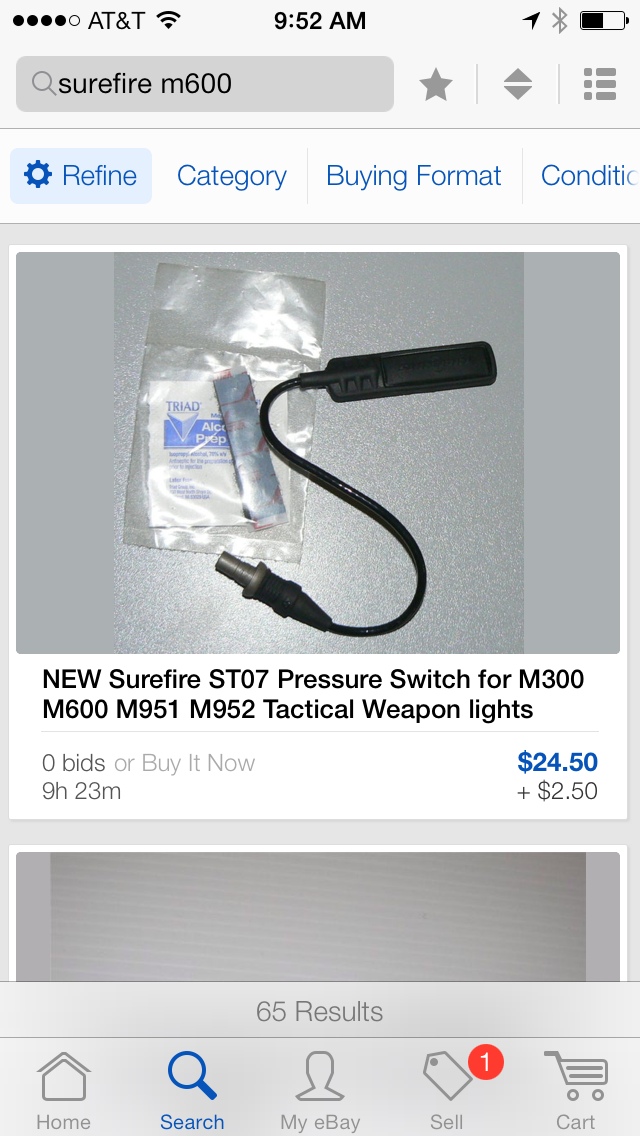 AT&T 9:52 AM
surefire m600
Refine Category Buying Format Conditic
TRIAD
Alco
Prep
NEW Surefire ST07 Pressure Switch for M300
M600 M951 M952 Tactical Weapon lights
0 bids or Buy It Now $24.50
9h 23m + $2.50
65 Results
1
Home Search My eBay Sell Cart